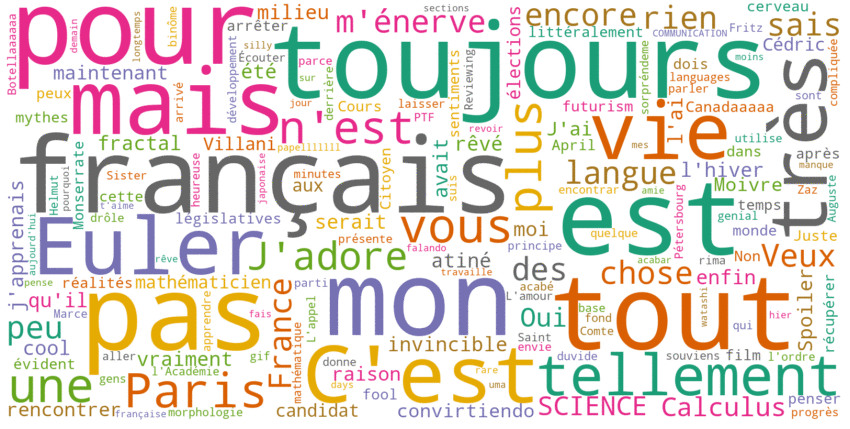 pour
toujours
milieu
m'énerve
encore
rien
sais
cerveau
Botellaaaaaa
demain
longtemps
binôme
arrêter
silly
Écouter
parce
sections
littéralement
COMMUNICATION
Fritz
Cédric
moins
compliquée
maintenant
été
développement
sur
derrière
laisser
sentiments
Reviewing
élections
sorpréndeme
dois
languages
parler
sont
peux
arrivé
jour
Cours
PTF
futurism
l'ai
Canadaaaaa
mythes
mais
n'est
revoir
plus
J'ai
vie
utilise
très
fractal
Villani
papelllllll
rêvé
avait
April
mes
dans
après
manque
français
Monserrate
pourquoi
Sister
heureuse
japonaise
minutes
Citoyen
suis
langue
l'hiver
Moivre
Zaz
Auguste
Helmut
t'aime
cette
aux
encontrar
amie
Pétersbourg
temps
genial
drôle
législatives
serait
vous
moi
quelque
est
monde
Juste
j'apprenais
aujourd'hui
Euler
J'adore
présente
falando
principe
des
chose
acabar
rima
Non
Veux
rêve
mathématicien
atiné
acabé
enfin
watashi
pense
réalités
parti
travaille
L'amour
tout
hier
qu'il
Marce
pas
apprendre
France
mathématique
L'appel
mon
Oui
base
fond
Comte
qui
Spoiler
récupérer
peu
fais
invincible
Saint
envie
cool
aller
vraiment
gif
donne
C'est
duvide
souviens
film
l'ordre
évident
gens
l'Académie
raison
days
rare
tellement
une
Paris
fool
uma
penser
rencontrer
française
morphologie
candidat
convirtiendo
SCIENCE
Calculus
progrès